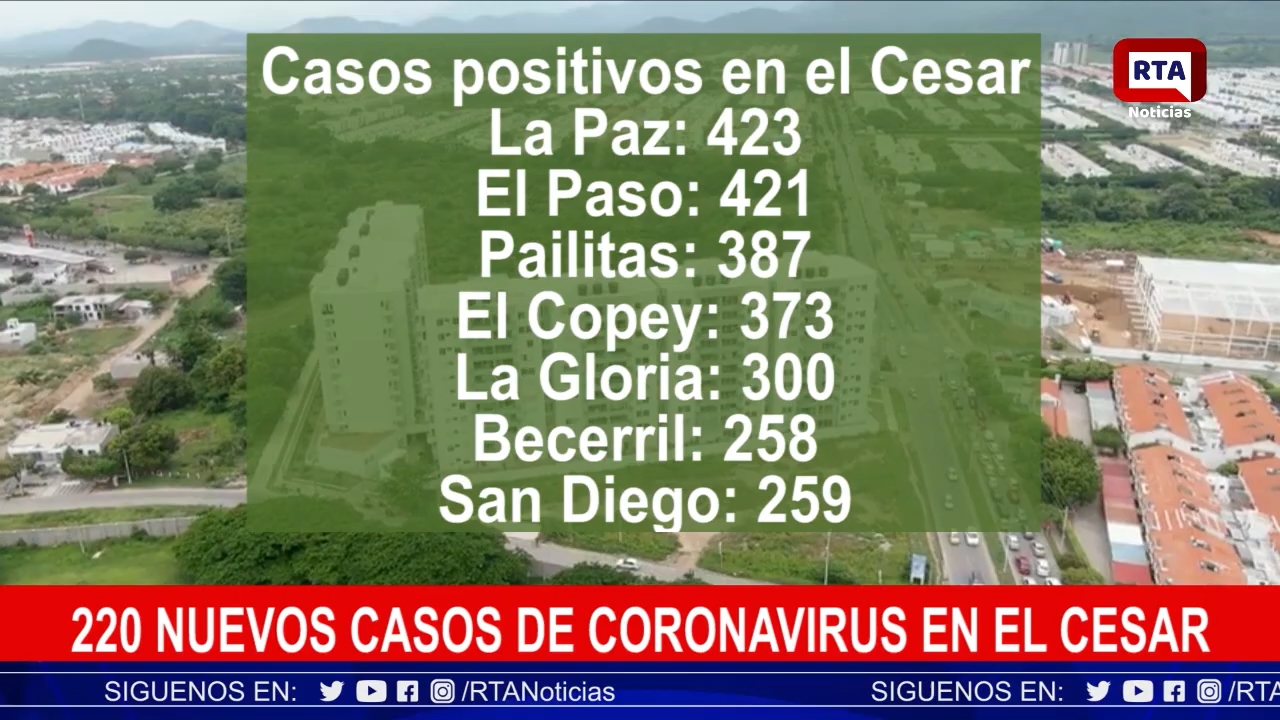 Casos positivos en el Cesar
La Paz: 423
El Paso: 421
Pailitas: 387
El Copey: 373
La Gloria: 300
Becerril: 258
San Diego: 259
RTA
Noticias
220 NUEVOS CASOS DE CORONAVIRUS EN EL CESAR
SIGUENOS EN: /RTANoticias SIGUENOS EN: /RTA